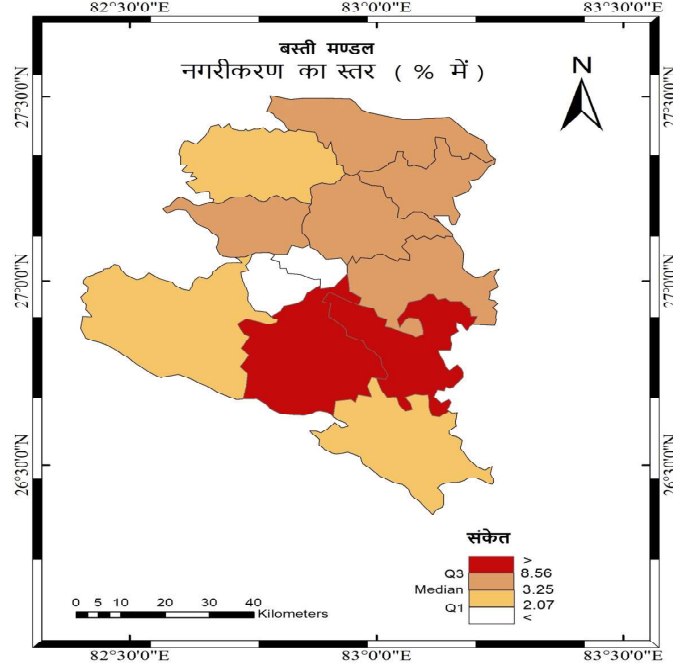 82°30'0"E 83°0'0"E 83°30'0"E
बस्ती मण्डल
नगरीकरण का स्तर ( % में )
N
27°30'0"N 27°30'0"N
27°0'0"N 27°0'0"N
26°30'0"N 26°30'0"N
संकेत
>
Q3 8.56
Median 3.25
Q1 2.07
<
0 5 10 20 30 40
Kilometers
82°30'0"E 83°0'0"E 83°30'0"E